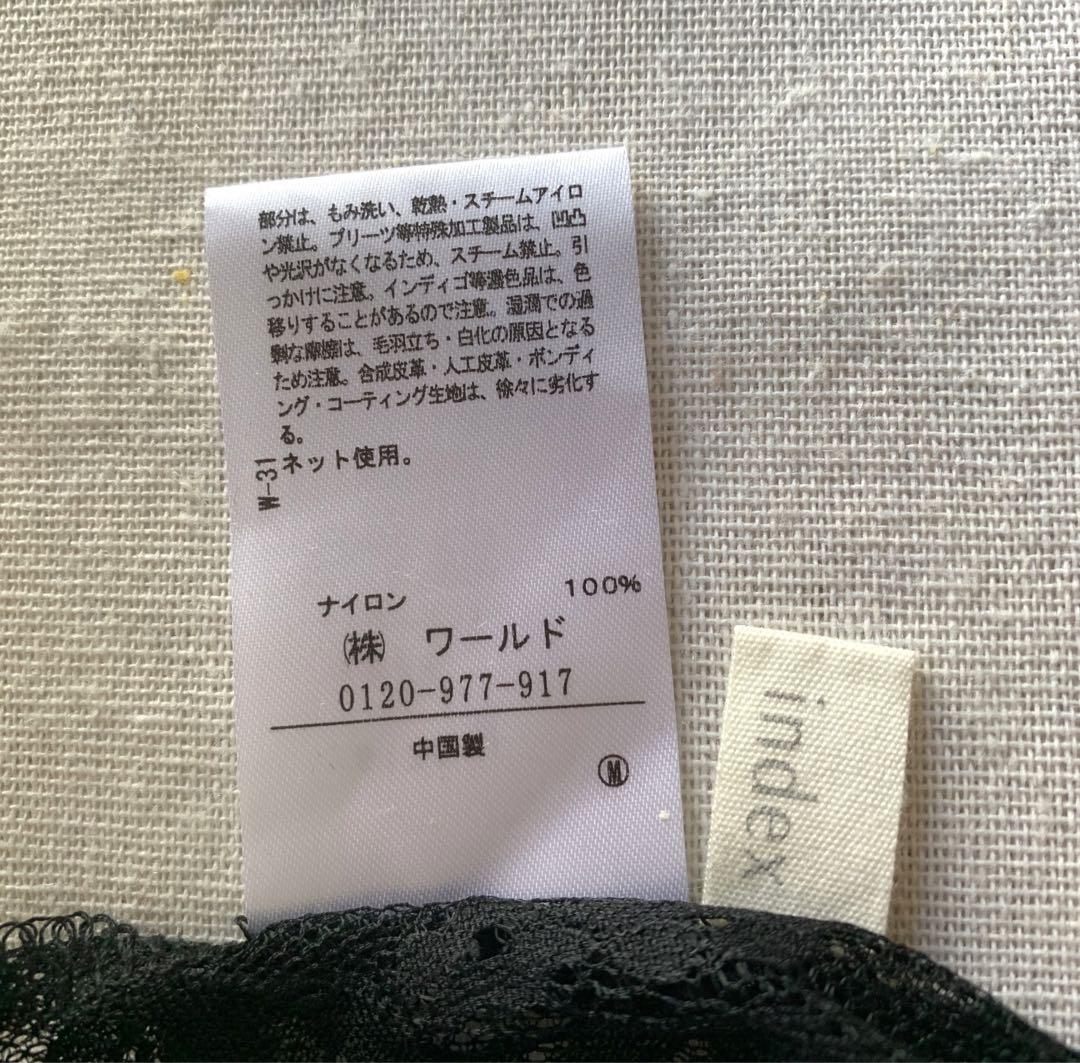 部分は、もみ洗い、乾熱・スチームアイロ
ン禁止。プリーツ等特殊加工製品は、凹凸
や光沢がなくなるため、スチーム禁止。引
っかけに注意。インディゴ等濃色品は、色
移りすることがあるので注意。湿潤での過
剰な摩擦は、毛羽立ち・白化の原因となる
ため注意。合成皮革・人工皮革・ボンディ
ング・コーティング生地は、徐々に劣化す
る。
W-31
ネット使用。
ナイロン 100%
㈱ ワールド
0120-977-917
中国製
Ⓜ
index